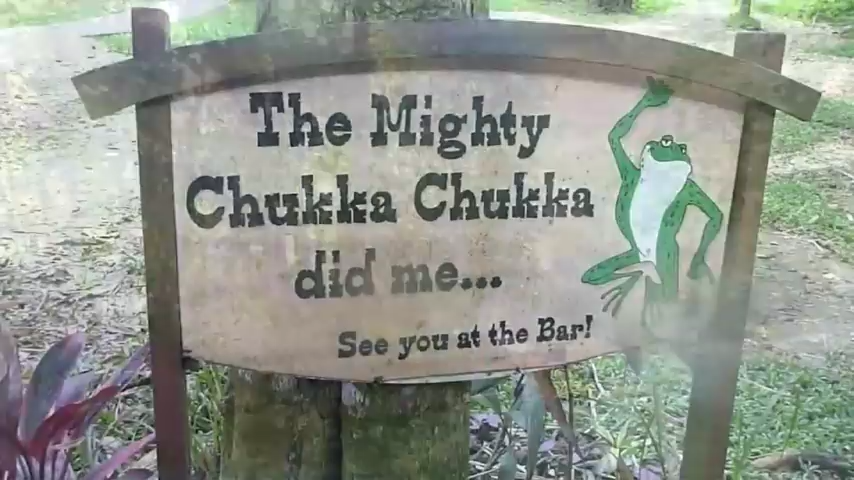 The Mighty
Chukka Chukka
did me...
See you at the Bar!